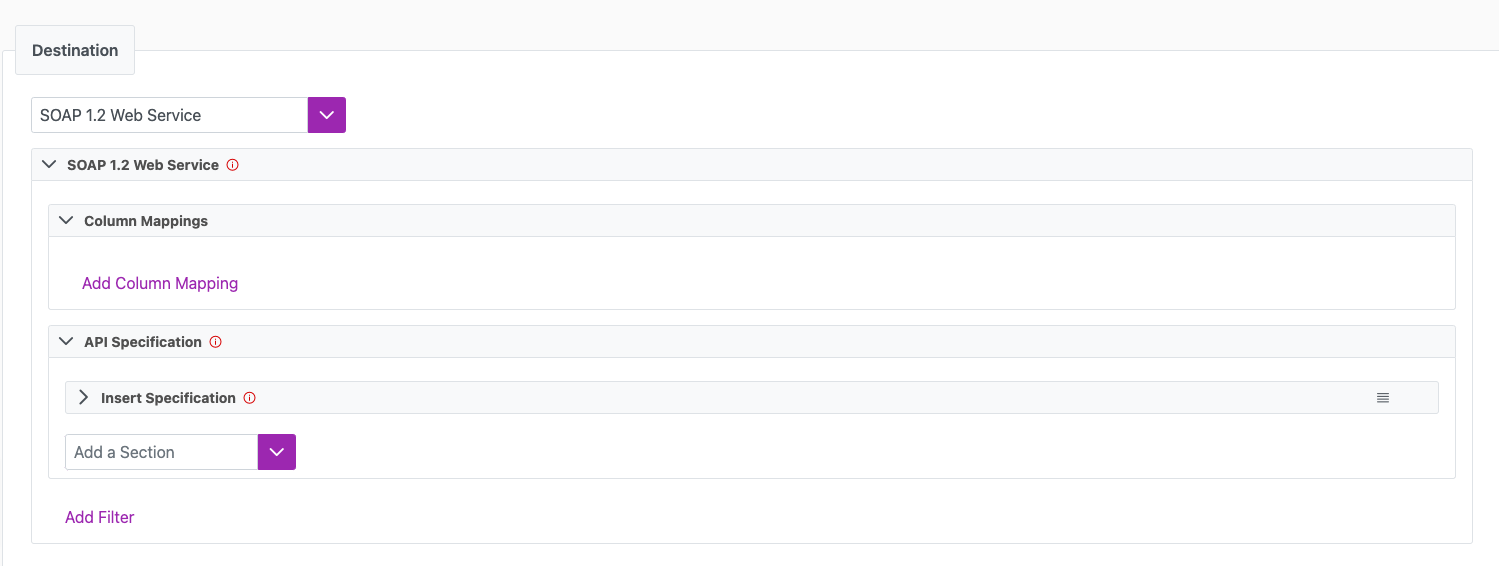 Destination
SOAP 1.2 Web Service
SOAP 1.2 Web Service
Column Mappings
Add Column Mapping
API Specification
Insert Specification
Add a Section
Add Filter